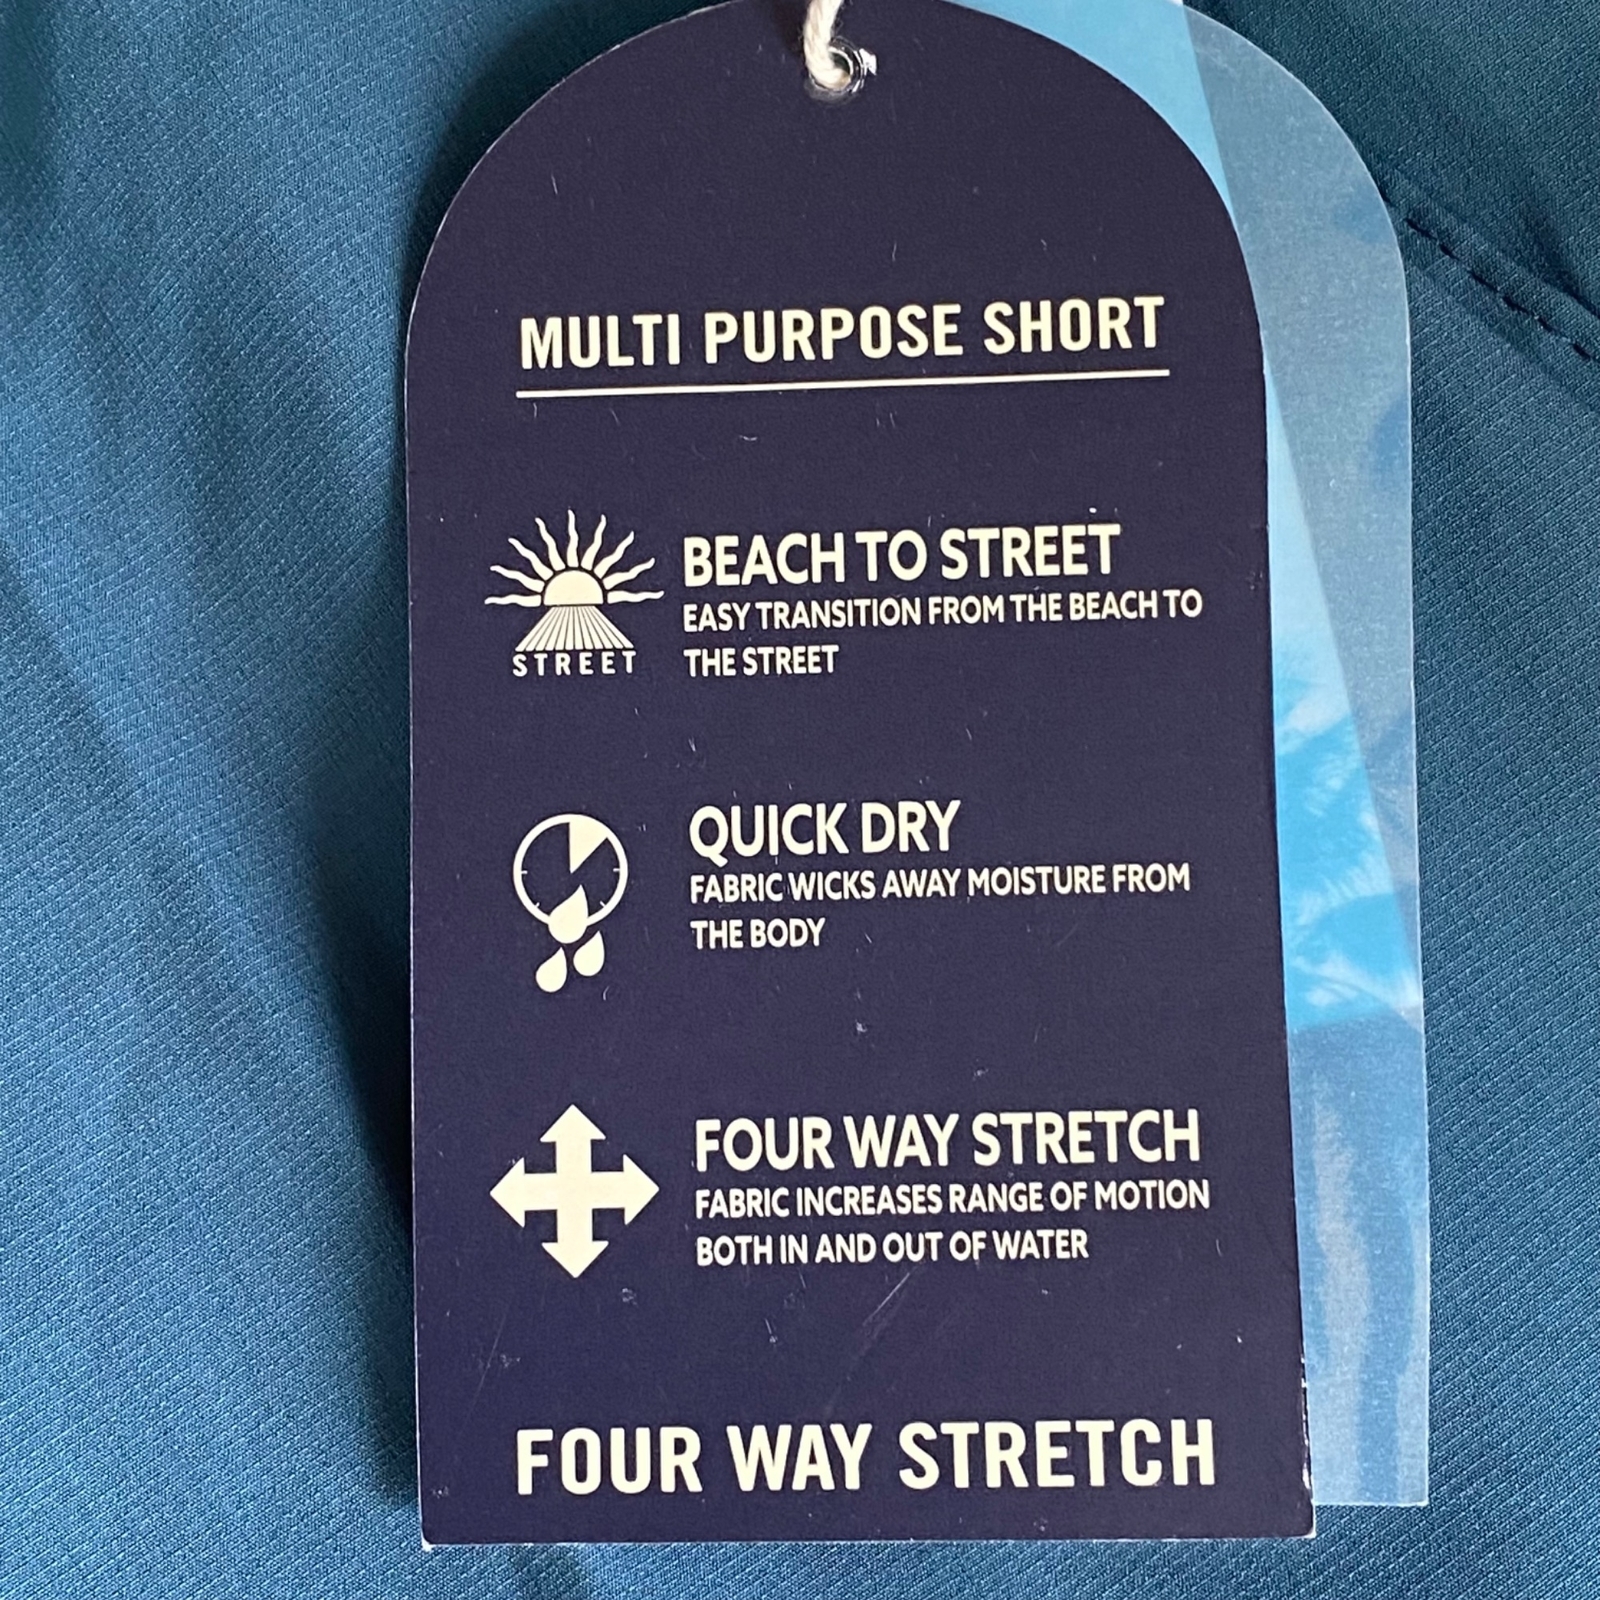 MULTI PURPOSE SHORT
BEACH TO STREET
EASY TRANSITION FROM THE BEACH TO
THE STREET
STREET
QUICK DRY
FABRIC WICKS AWAY MOISTURE FROM
THE BODY
FOUR WAY STRETCH
FABRIC INCREASES RANGE OF MOTION
BOTH IN AND OUT OF WATER
FOUR WAY STRETCH